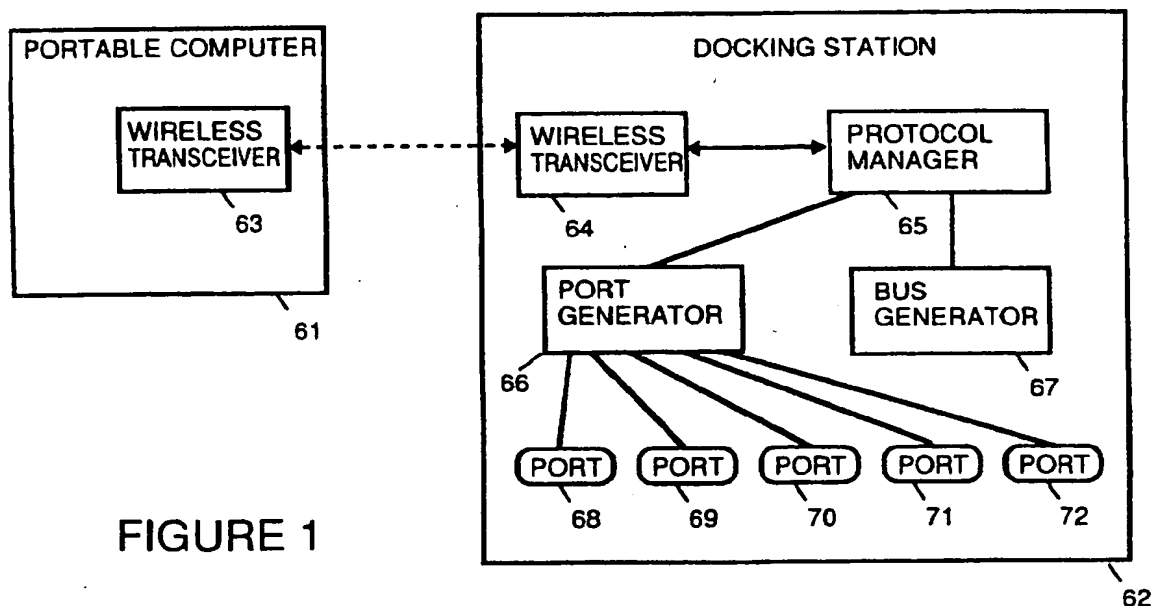 PORTABLE COMPUTER
WIRELESS
TRANSCEIVER
63
61
DOCKING STATION
WIRELESS
TRANSCEIVER
64
PROTOCOL
MANAGER
65
PORT
GENERATOR
66
BUS
GENERATOR
67
PORT
68
PORT
69
PORT
70
PORT
71
PORT
72
62
FIGURE 1